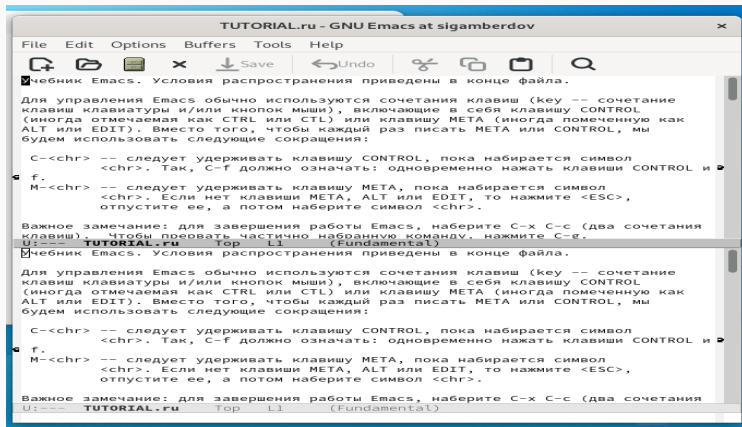 TUTORIAL.ru - GNU Emacs at sigamberdov
File Edit Options Buffers Tools Help
Save Undo
Учебник Emacs. Условия распространения приведены в конце файла.
Для управления Emacs обычно используются сочетания клавиш (key -- сочетание
клавиш клавиатуры и/или кнопок мыши), включающие в себя клавишу CONTROL
(иногда отмечаемая как CTRL или CTL) или клавишу META (иногда помеченную как
ALT или EDIT). Вместо того, чтобы каждый раз писать META или CONTROL, мы
будем использовать следующие сокращения:
C-<chr> -- следует удерживать клавишу CONTROL, пока набирается символ
<chr>. Так, C-f должно означать: одновременно нажать клавиши CONTROL и
f.
M-<chr> -- следует удерживать клавишу META, пока набирается символ
<chr>. Если нет клавиши META, ALT или EDIT, то нажмите <ESC>,
отпустите ее, а потом наберите символ <chr>.
Важное замечание: для завершения работы Emacs, наберите C-x C-c (два сочетания
клавиш). Чтобы прервать частично набранную команду, нажмите C-g.
U:--- TUTORIAL.ru Top L1 (Fundamental)
Учебник Emacs. Условия распространения приведены в конце файла.
Для управления Emacs обычно используются сочетания клавиш (key -- сочетание
клавиш клавиатуры и/или кнопок мыши), включающие в себя клавишу CONTROL
(иногда отмечаемая как CTRL или CTL) или клавишу META (иногда помеченную как
ALT или EDIT). Вместо того, чтобы каждый раз писать META или CONTROL, мы
будем использовать следующие сокращения:
C-<chr> -- следует удерживать клавишу CONTROL, пока набирается символ
<chr>. Так, C-f должно означать: одновременно нажать клавиши CONTROL и
f.
M-<chr> -- следует удерживать клавишу META, пока набирается символ
<chr>. Если нет клавиши META, ALT или EDIT, то нажмите <ESC>,
отпустите ее, а потом наберите символ <chr>.
Важное замечание: для завершения работы Emacs, наберите C-x C-c (два сочетания
U:--- TUTORIAL.ru Top L1 (Fundamental)